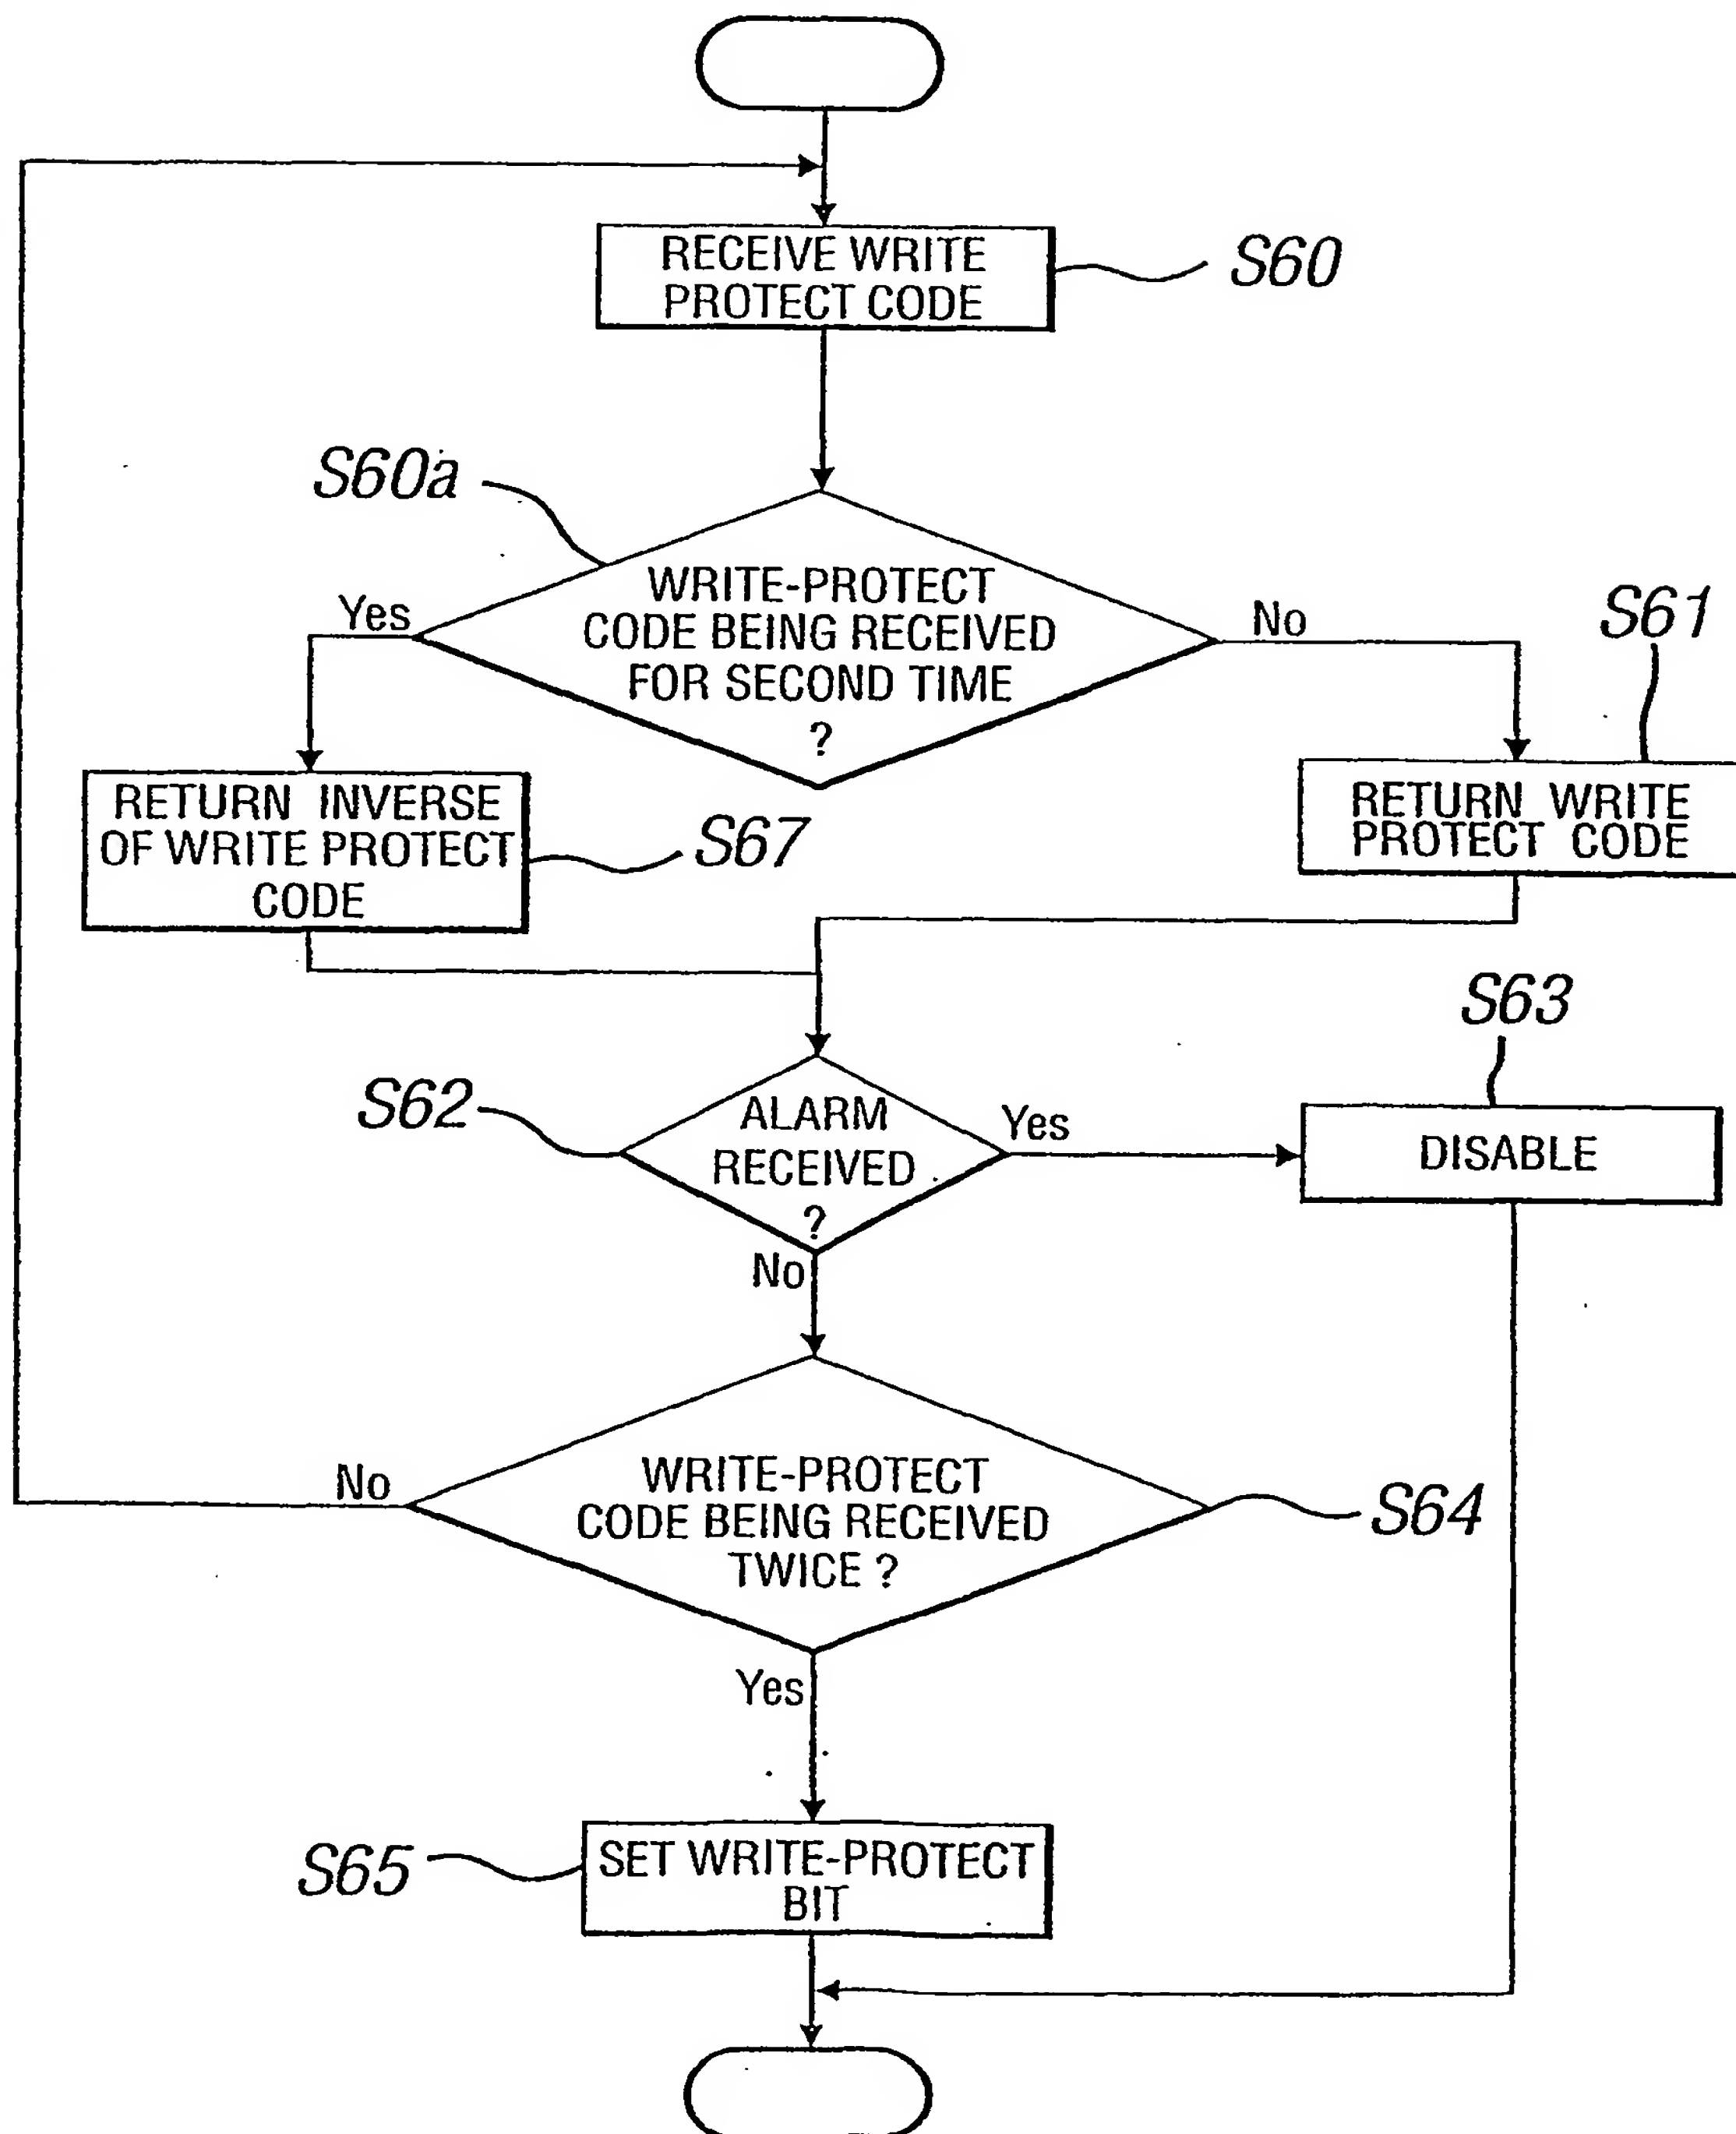 RECEIVE WRITE
PROTECT CODE
S60
S60a
WRITE-PROTECT
CODE BEING RECEIVED
FOR SECOND TIME
?
Yes
No
S61
RETURN INVERSE
OF WRITE PROTECT
CODE
S67
RETURN WRITE
PROTECT CODE
S63
S62
ALARM
RECEIVED
?
Yes
DISABLE
No
WRITE-PROTECT
CODE BEING RECEIVED
TWICE ?
No
S64
Yes
S65
SET WRITE-PROTECT
BIT